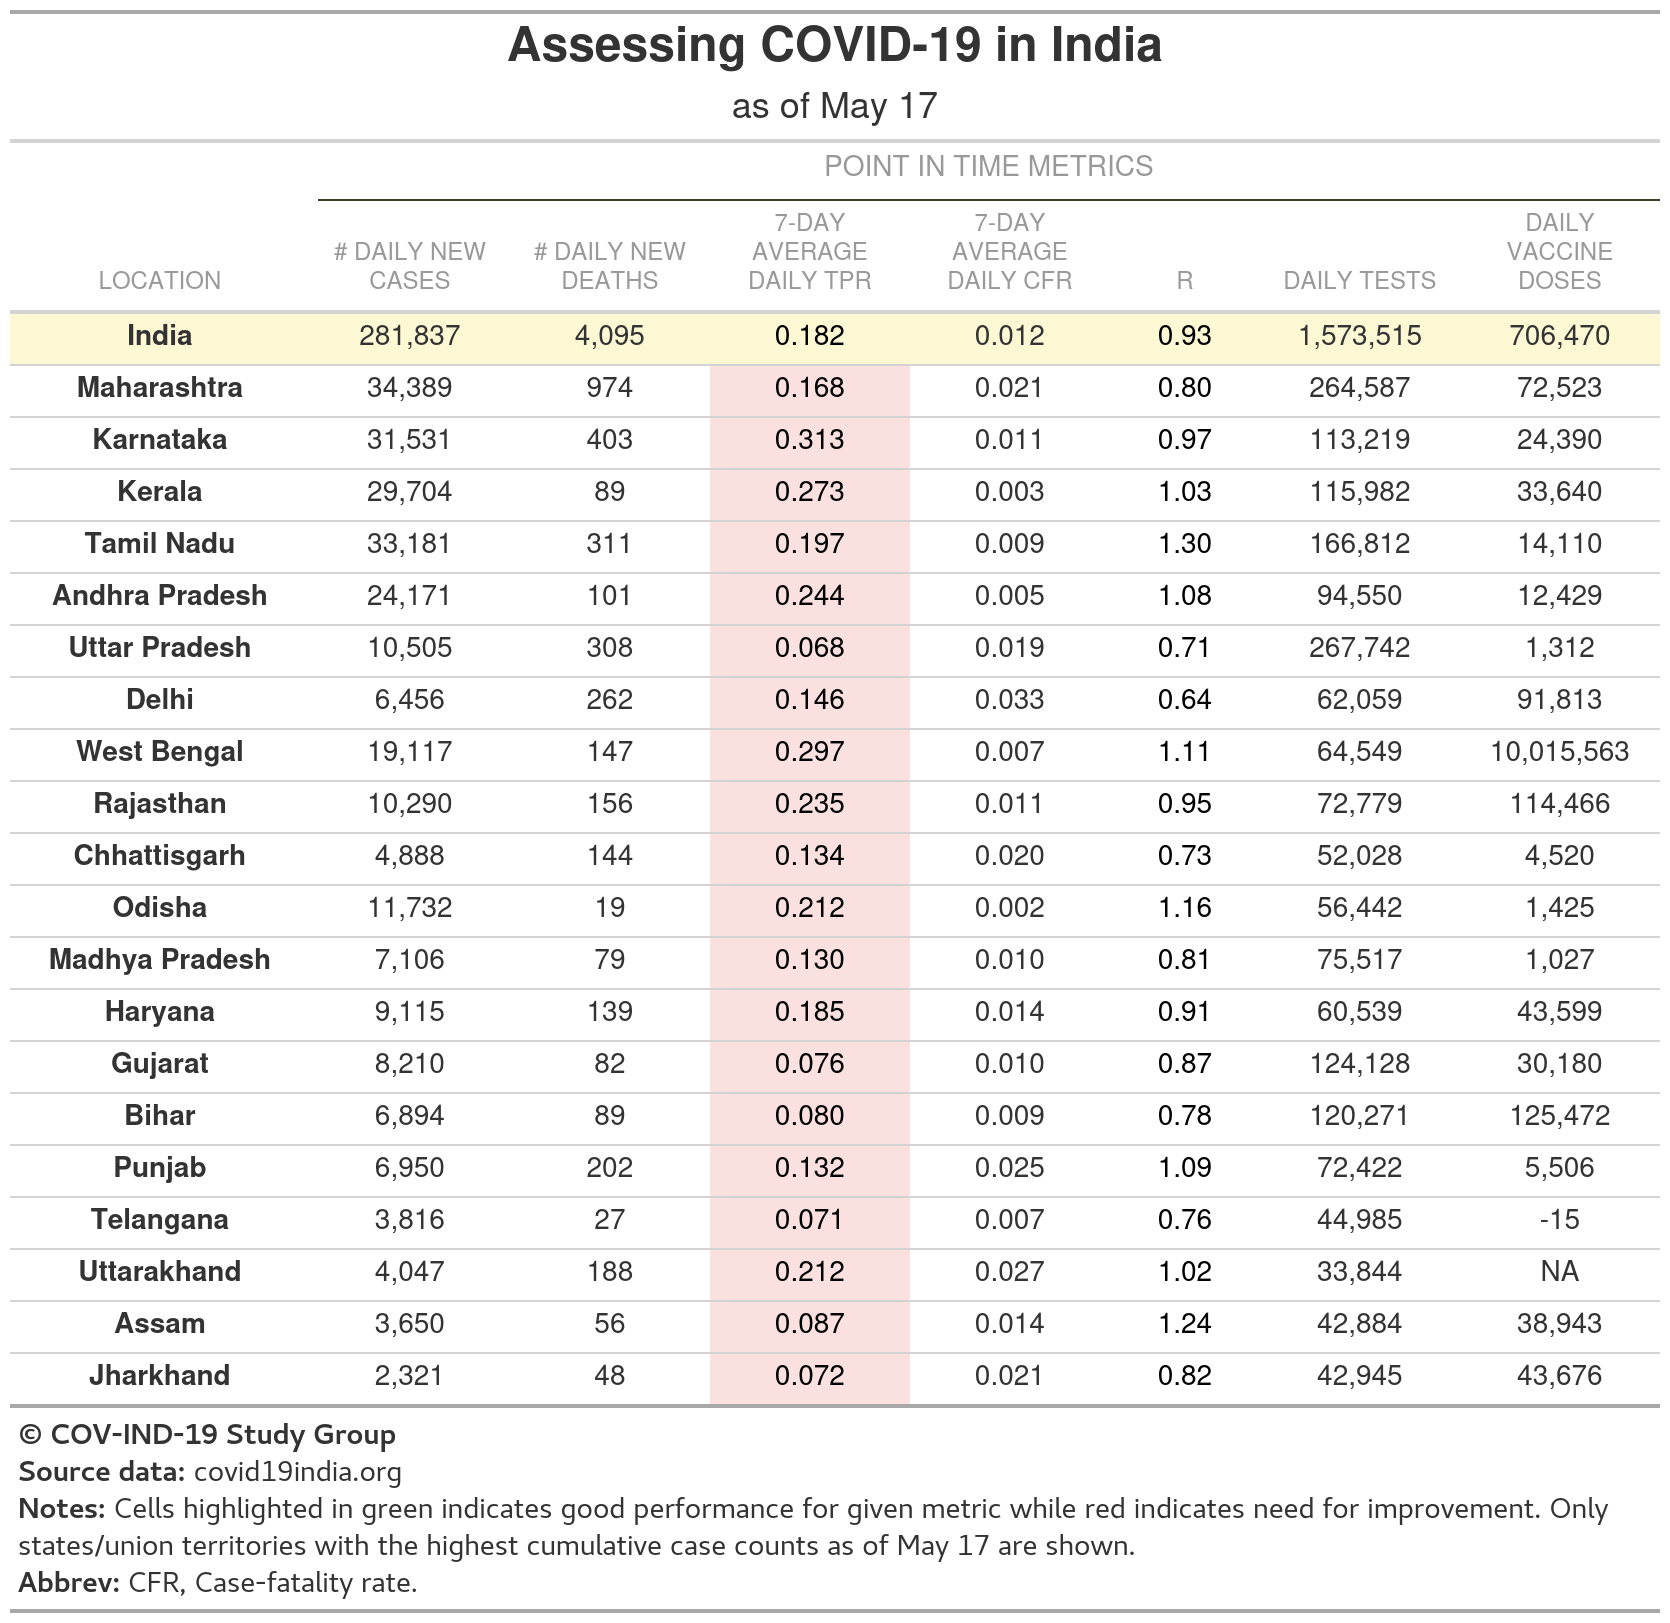 Assessing COVID-19 in India
as of May 17
POINT IN TIME METRICS
LOCATION # DAILY NEW CASES # DAILY NEW DEATHS 7-DAY AVERAGE DAILY TPR 7-DAY AVERAGE DAILY CFR R DAILY TESTS DAILY VACCINE DOSES
India 281,837 4,095 0.182 0.012 0.93 1,573,515 706,470
Maharashtra 34,389 974 0.168 0.021 0.80 264,587 72,523
Karnataka 31,531 403 0.313 0.011 0.97 113,219 24,390
Kerala 29,704 89 0.273 0.003 1.03 115,982 33,640
Tamil Nadu 33,181 311 0.197 0.009 1.30 166,812 14,110
Andhra Pradesh 24,171 101 0.244 0.005 1.08 94,550 12,429
Uttar Pradesh 10,505 308 0.068 0.019 0.71 267,742 1,312
Delhi 6,456 262 0.146 0.033 0.64 62,059 91,813
West Bengal 19,117 147 0.297 0.007 1.11 64,549 10,015,563
Rajasthan 10,290 156 0.235 0.011 0.95 72,779 114,466
Chhattisgarh 4,888 144 0.134 0.020 0.73 52,028 4,520
Odisha 11,732 19 0.212 0.002 1.16 56,442 1,425
Madhya Pradesh 7,106 79 0.130 0.010 0.81 75,517 1,027
Haryana 9,115 139 0.185 0.014 0.91 60,539 43,599
Gujarat 8,210 82 0.076 0.010 0.87 124,128 30,180
Bihar 6,894 89 0.080 0.009 0.78 120,271 125,472
Punjab 6,950 202 0.132 0.025 1.09 72,422 5,506
Telangana 3,816 27 0.071 0.007 0.76 44,985 -15
Uttarakhand 4,047 188 0.212 0.027 1.02 33,844 NA
Assam 3,650 56 0.087 0.014 1.24 42,884 38,943
Jharkhand 2,321 48 0.072 0.021 0.82 42,945 43,676
© COV-IND-19 Study Group
Source data: covid19india.org
Notes: Cells highlighted in green indicates good performance for given metric while red indicates need for improvement. Only
states/union territories with the highest cumulative case counts as of May 17 are shown.
Abbrev: CFR, Case-fatality rate.